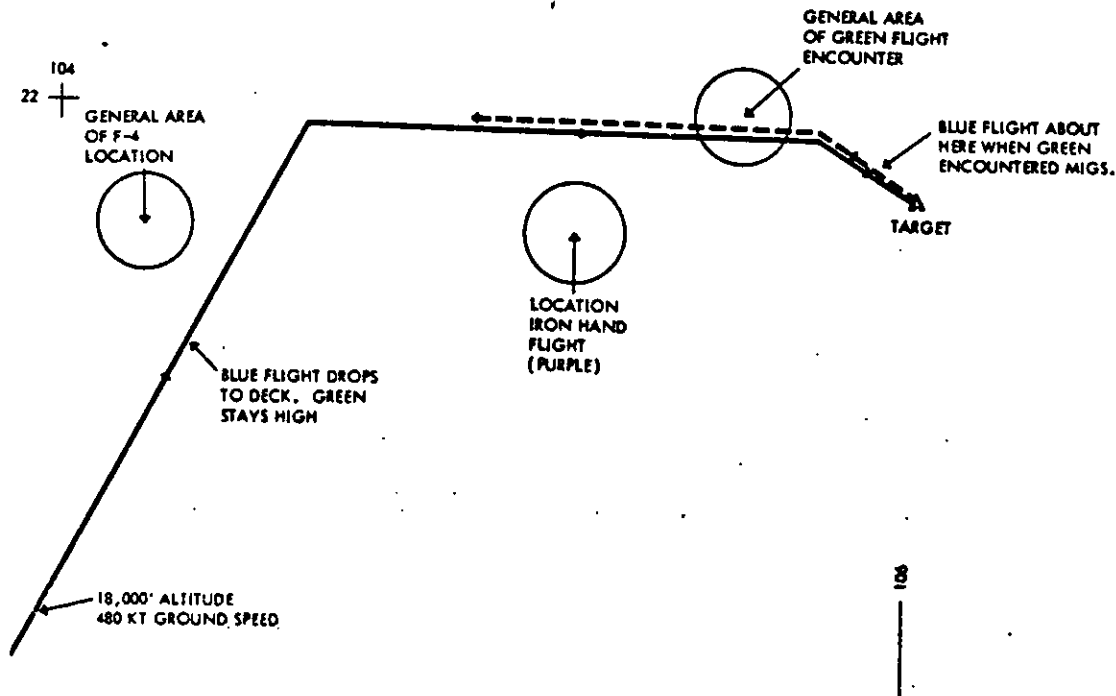 GENERAL AREA
OF GREEN FLIGHT
ENCOUNTER
104
22
GENERAL AREA
OF F-4
LOCATION
BLUE FLIGHT ABOUT
HERE WHEN GREEN
ENCOUNTERED MIGS.
TARGET
LOCATION
IRON HAND
FLIGHT
(PURPLE)
BLUE FLIGHT DROPS
TO DECK. GREEN
STAYS HIGH
18,000' ALTITUDE
480 KT GROUND SPEED
106